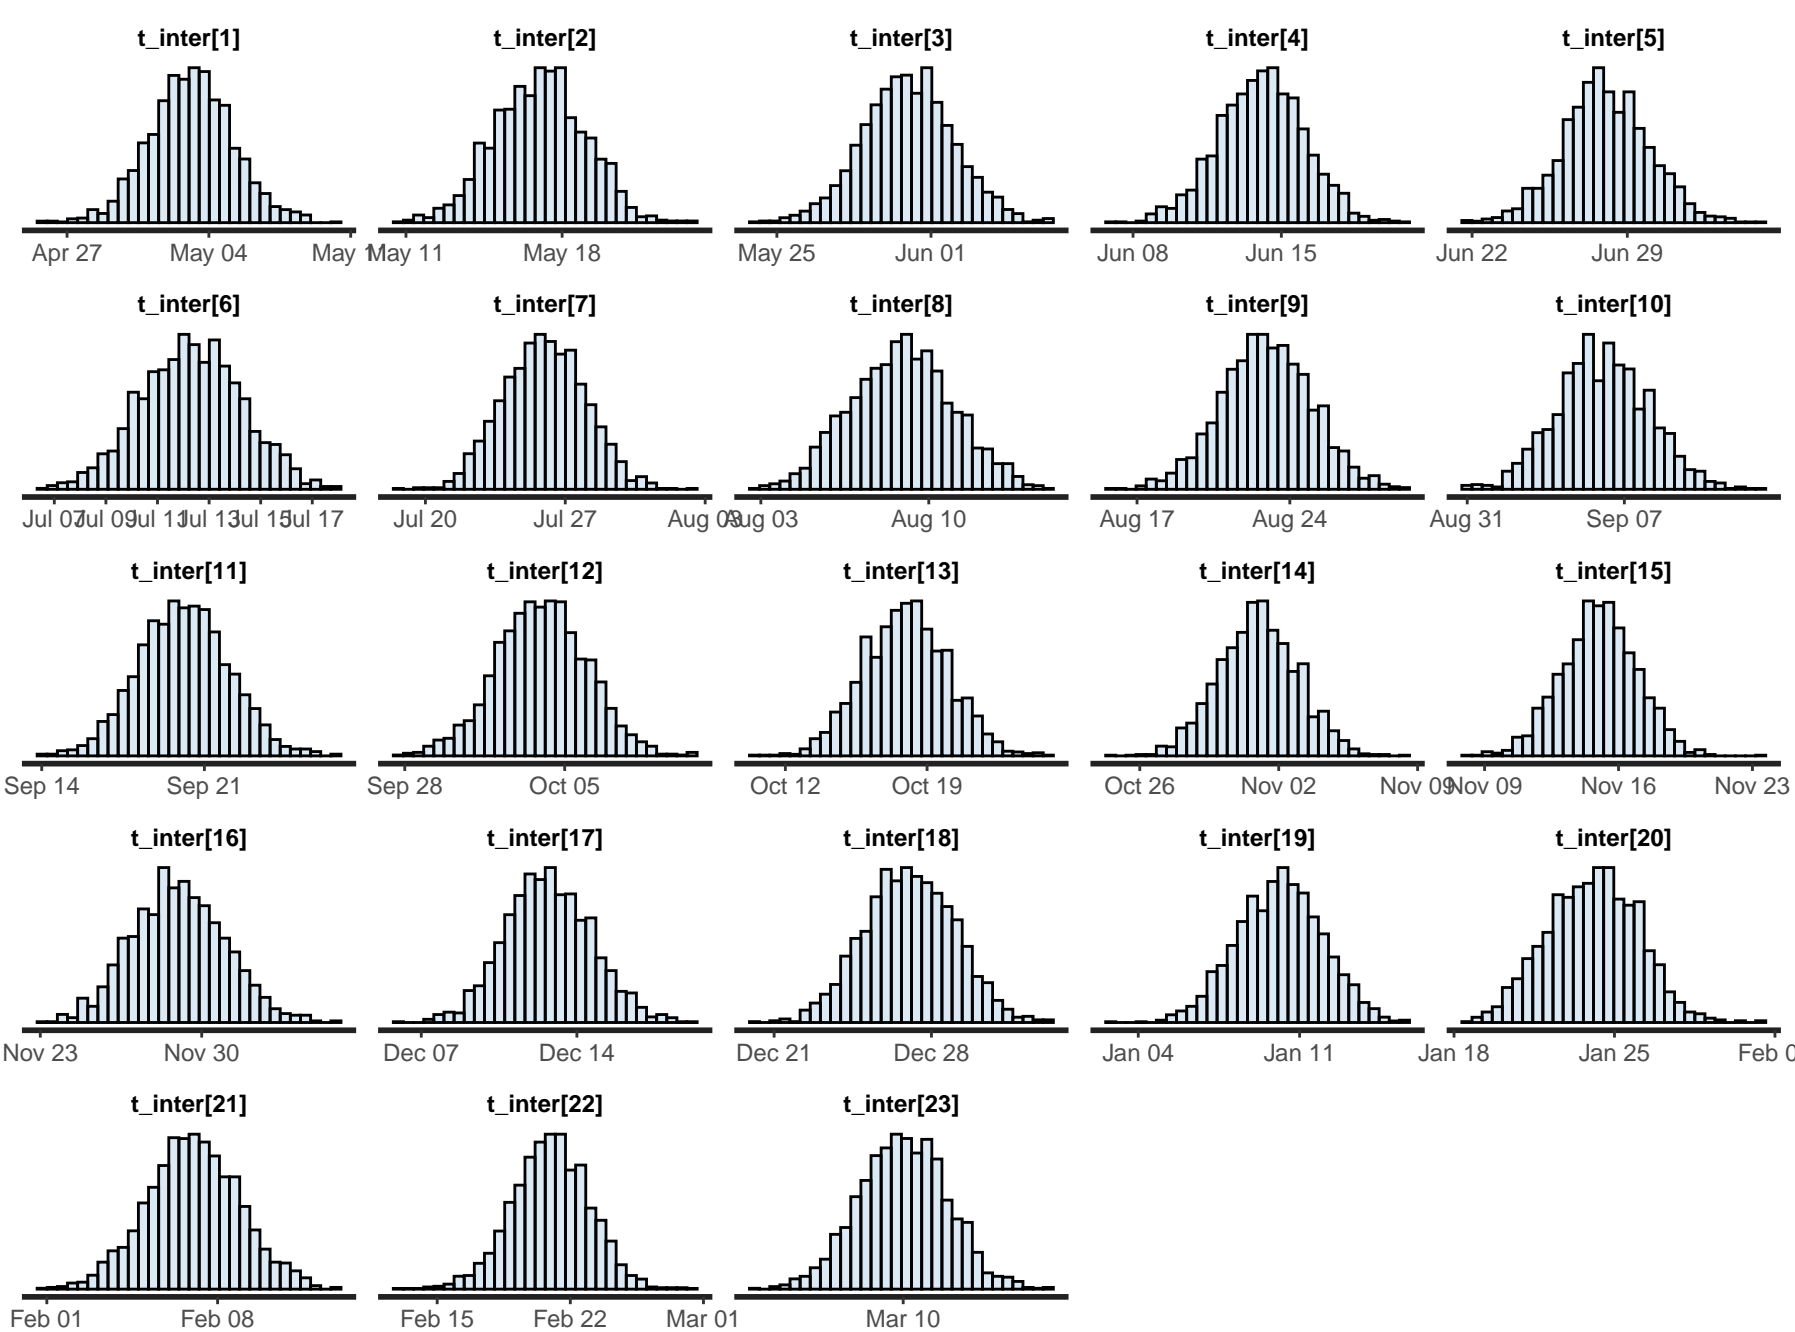 t_inter[1] t_inter[2] t_inter[3] t_inter[4] t_inter[5]
Apr 27 May 04 May 1 May 11 May 18 May 25 Jun 01 Jun 08 Jun 15 Jun 22 Jun 29
t_inter[6] t_inter[7] t_inter[8] t_inter[9] t_inter[10]
Jul 07 Jul 09 Jul 11 Jul 13 Jul 15 Jul 17 Jul 20 Jul 27 Aug 03 Aug 03 Aug 10 Aug 17 Aug 24 Aug 31 Sep 07
t_inter[11] t_inter[12] t_inter[13] t_inter[14] t_inter[15]
Sep 14 Sep 21 Sep 28 Oct 05 Oct 12 Oct 19 Oct 26 Nov 02 Nov 09 Nov 09 Nov 16 Nov 23
t_inter[16] t_inter[17] t_inter[18] t_inter[19] t_inter[20]
Nov 23 Nov 30 Dec 07 Dec 14 Dec 21 Dec 28 Jan 04 Jan 11 Jan 18 Jan 25 Feb 0
t_inter[21] t_inter[22] t_inter[23]
Feb 01 Feb 08 Feb 15 Feb 22 Mar 01 Mar 10